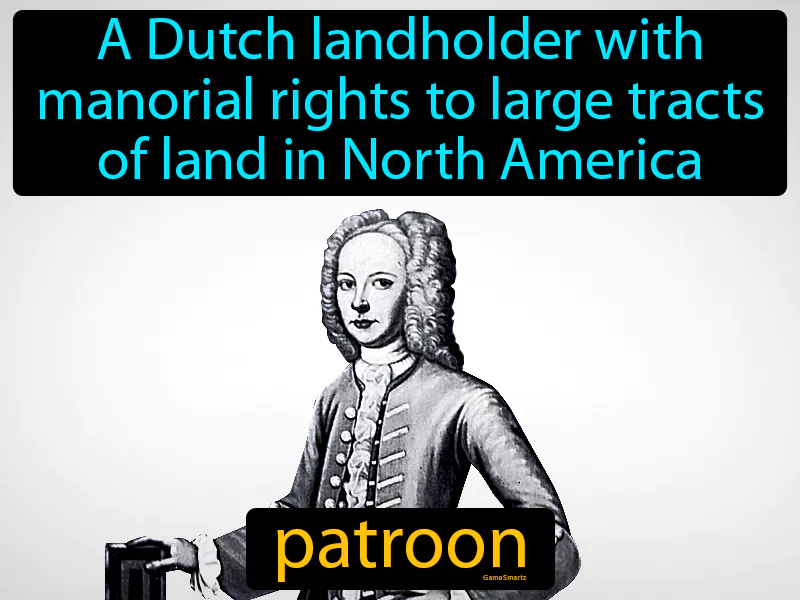 A Dutch landholder with
manorial rights to large tracts
of land in North America
patroon
GameSmartz